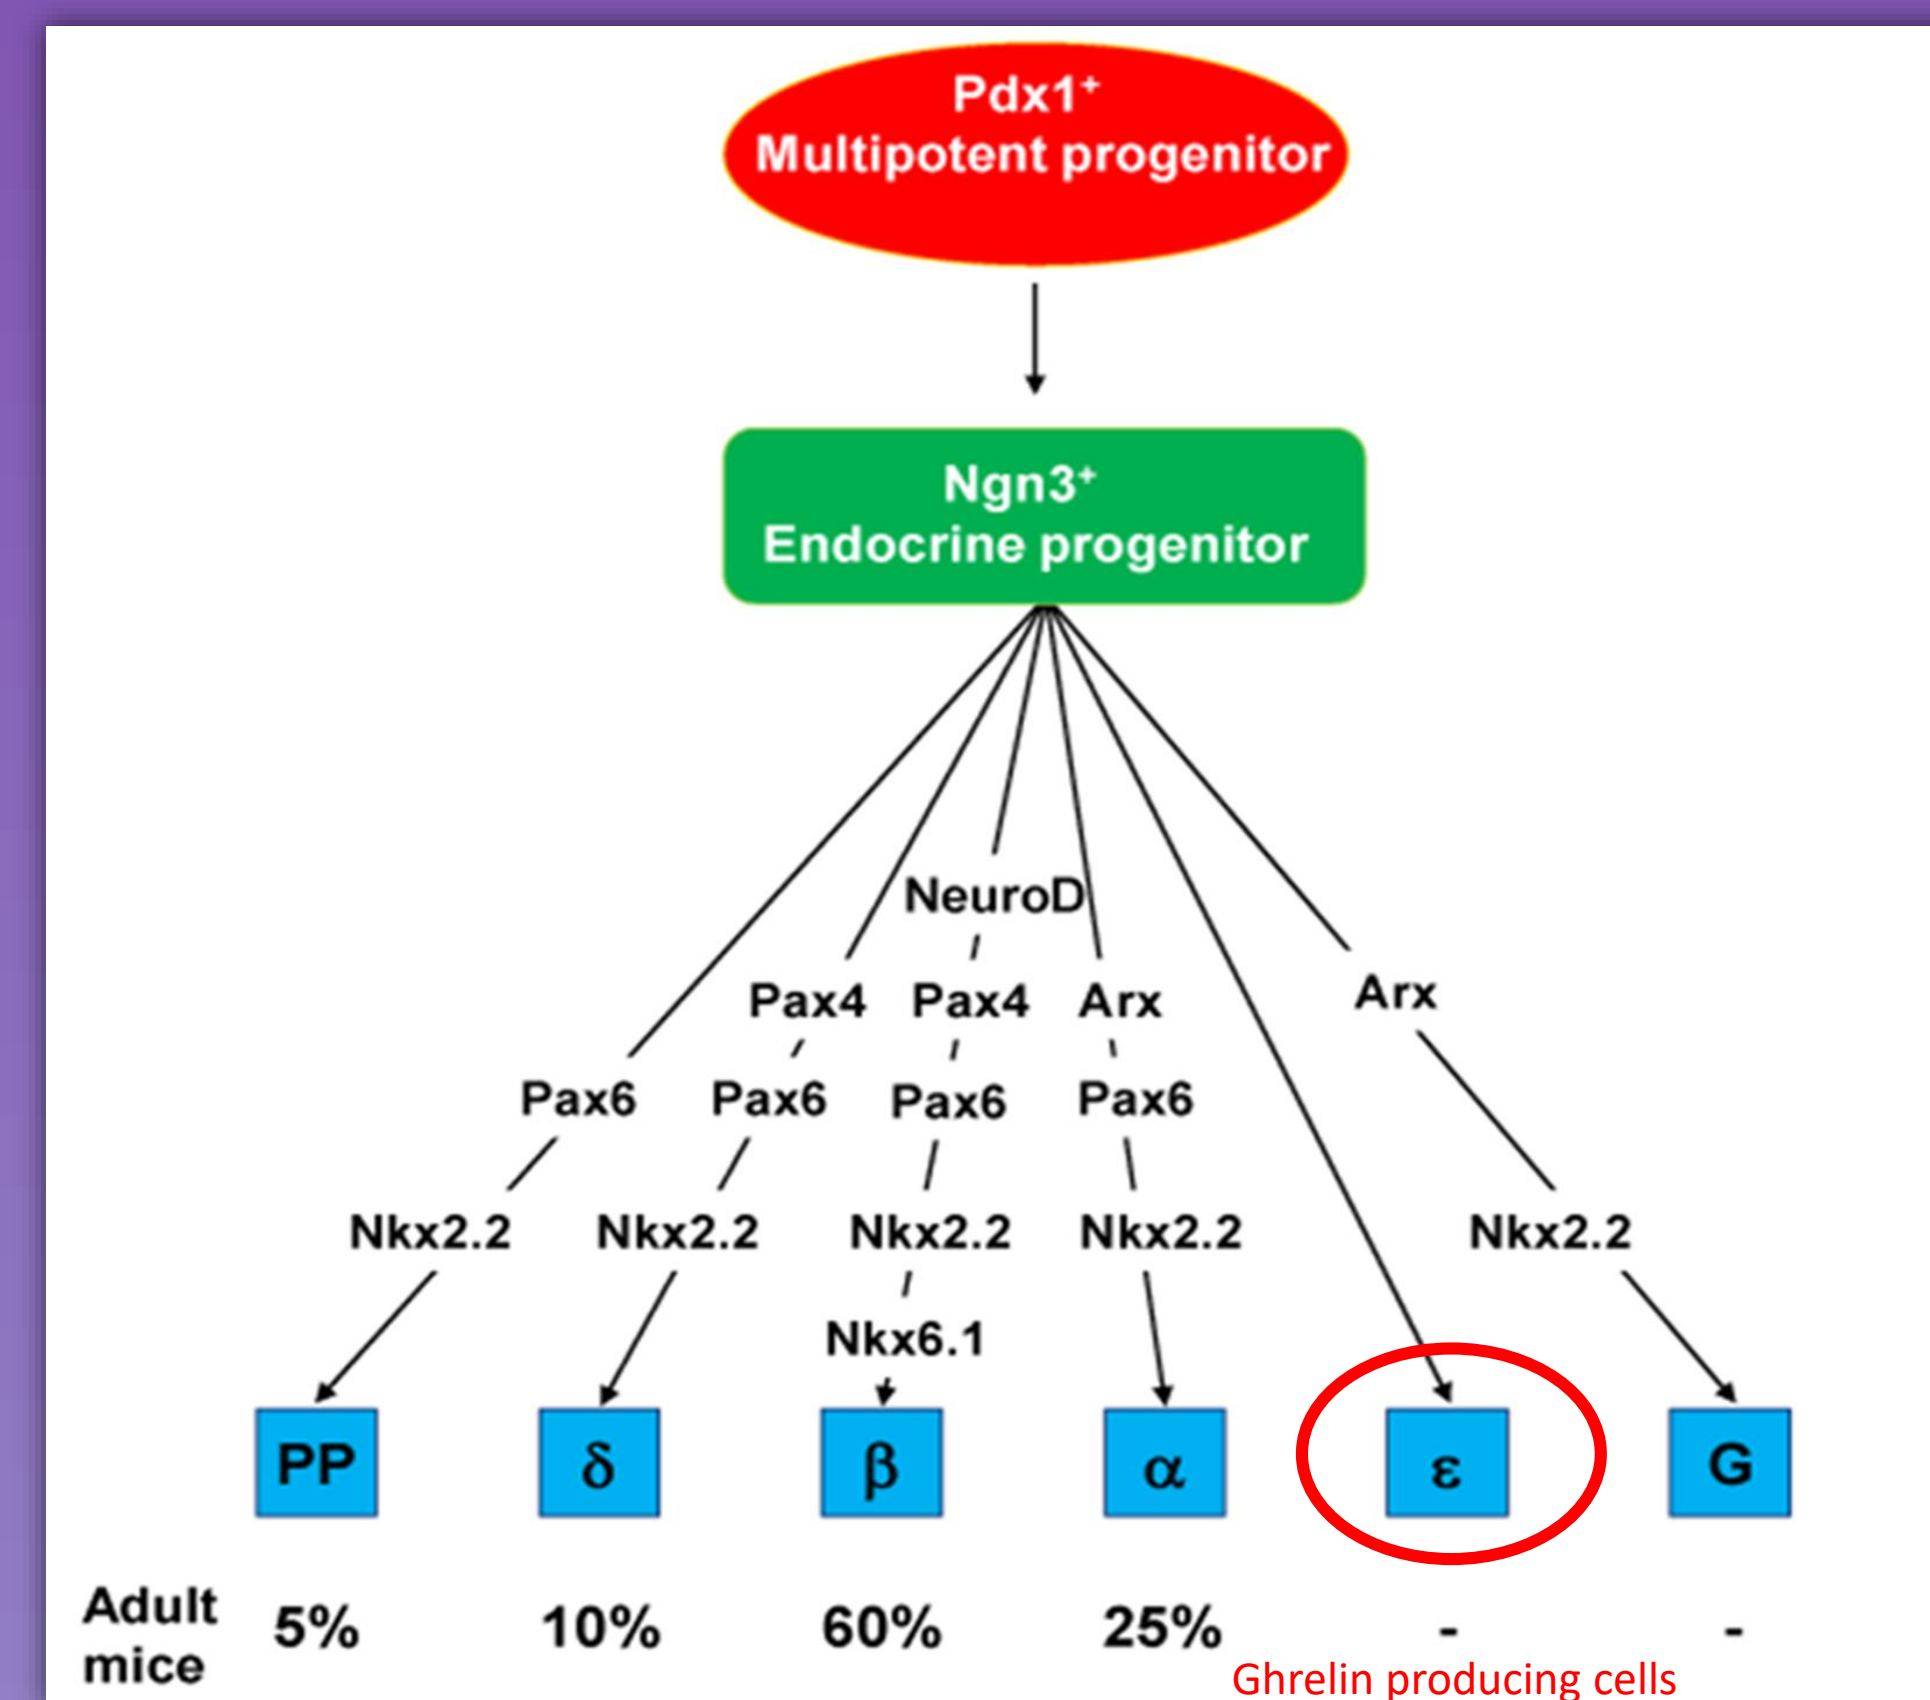 Pdx1⁺
Multipotent progenitor
Ngn3⁺
Endocrine progenitor
NeuroD
Pax4 Pax4 Arx Arx
Pax6 Pax6 Pax6 Pax6
Nkx2.2 Nkx2.2 Nkx2.2 Nkx2.2 Nkx2.2
Nkx6.1
PP δ β α ε G
Adult mice 5% 10% 60% 25% - -
Ghrelin producing cells